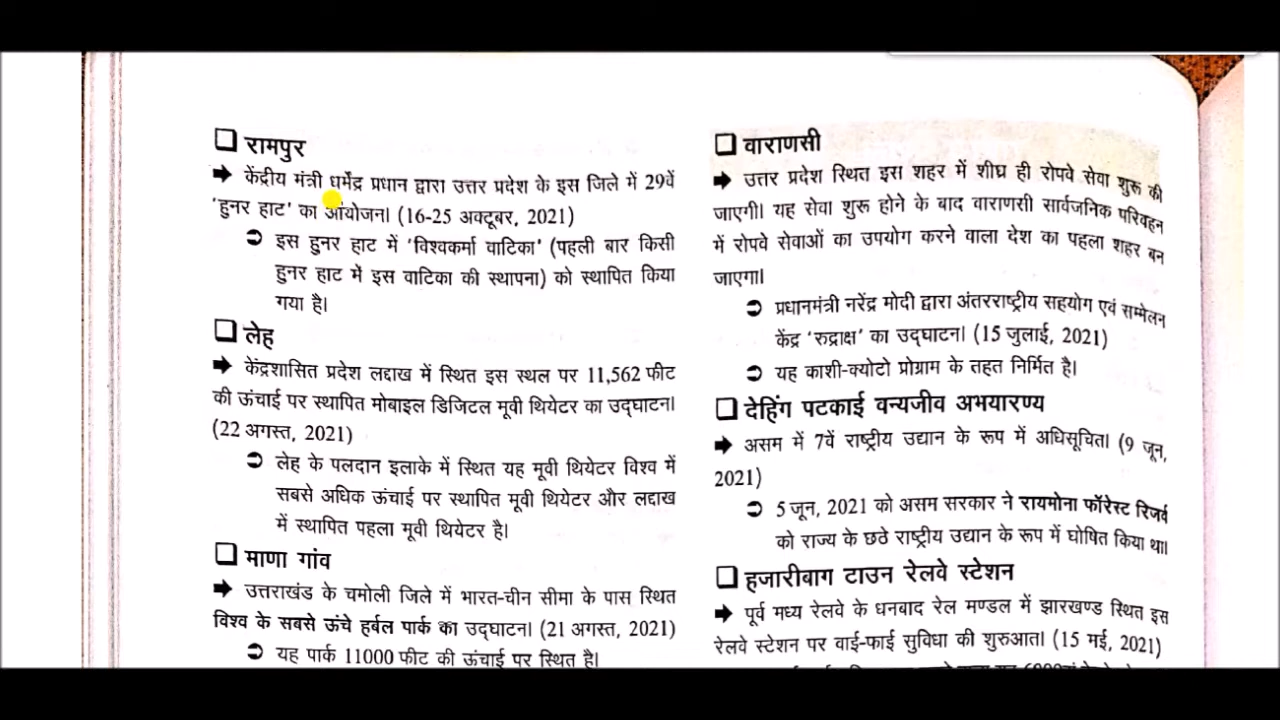 ❑ रामपुर
➡ केंद्रीय मंत्री धर्मेंद्र प्रधान द्वारा उत्तर प्रदेश के इस जिले में 29वें
'हुनर हाट' का आयोजन। (16-25 अक्टूबर, 2021)
➲ इस हुनर हाट में 'विश्वकर्मा वाटिका' (पहली बार किसी
हुनर हाट में इस वाटिका की स्थापना) को स्थापित किया
गया है।
❑ लेह
➡ केंद्रशासित प्रदेश लद्दाख में स्थित इस स्थल पर 11,562 फीट
की ऊंचाई पर स्थापित मोबाइल डिजिटल मूवी थियेटर का उद्घाटन।
(22 अगस्त, 2021)
➲ लेह के पलदान इलाके में स्थित यह मूवी थियेटर विश्व में
सबसे अधिक ऊंचाई पर स्थापित मूवी थियेटर और लद्दाख
में स्थापित पहला मूवी थियेटर है।
❑ माणा गांव
➡ उत्तराखंड के चमोली जिले में भारत-चीन सीमा के पास स्थित
विश्व के सबसे ऊंचे हर्बल पार्क का उद्घाटन। (21 अगस्त, 2021)
➲ यह पार्क 11000 फीट की ऊंचाई पर स्थित है।
❑ वाराणसी
➡ उत्तर प्रदेश स्थित इस शहर में शीघ्र ही रोपवे सेवा शुरू की
जाएगी। यह सेवा शुरू होने के बाद वाराणसी सार्वजनिक परिवहन
में रोपवे सेवाओं का उपयोग करने वाला देश का पहला शहर बन
जाएगा।
➲ प्रधानमंत्री नरेंद्र मोदी द्वारा अंतरराष्ट्रीय सहयोग एवं सम्मेलन
केंद्र 'रुद्राक्ष' का उद्घाटन। (15 जुलाई, 2021)
➲ यह काशी-क्योटो प्रोग्राम के तहत निर्मित है।
❑ देहिंग पटकाई वन्यजीव अभयारण्य
➡ असम में 7वें राष्ट्रीय उद्यान के रूप में अधिसूचित। (9 जून,
2021)
➲ 5 जून, 2021 को असम सरकार ने रायमोना फॉरेस्ट रिजर्व
को राज्य के छठे राष्ट्रीय उद्यान के रूप में घोषित किया था।
❑ हजारीबाग टाउन रेलवे स्टेशन
➡ पूर्व मध्य रेलवे के धनबाद रेल मण्डल में झारखण्ड स्थित इस
रेलवे स्टेशन पर वाई-फाई सुविधा की शुरुआत। (15 मई, 2021)